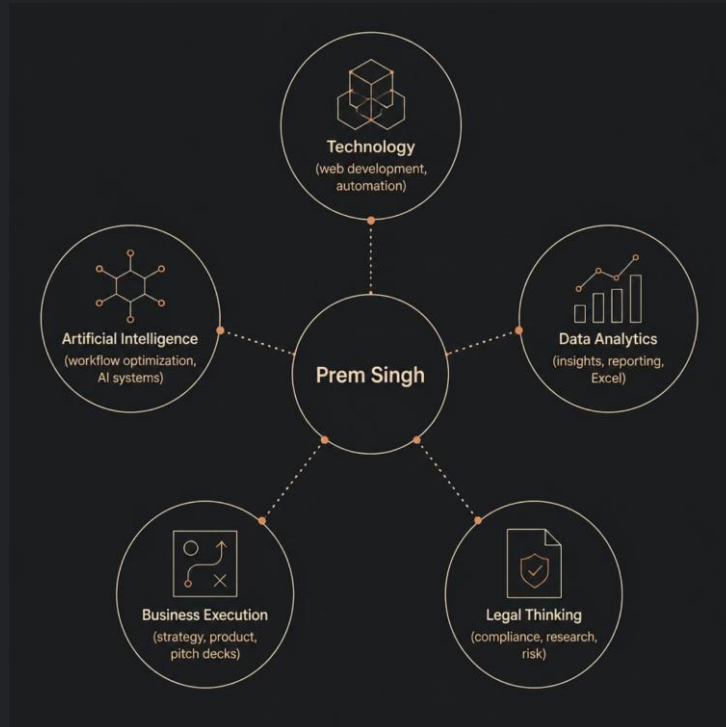 Technology
(web development,
automation)
Artificial Intelligence
(workflow optimization,
AI systems)
Prem Singh
Data Analytics
(insights, reporting,
Excel)
Business Execution
(strategy, product,
pitch decks)
Legal Thinking
(compliance, research,
risk)